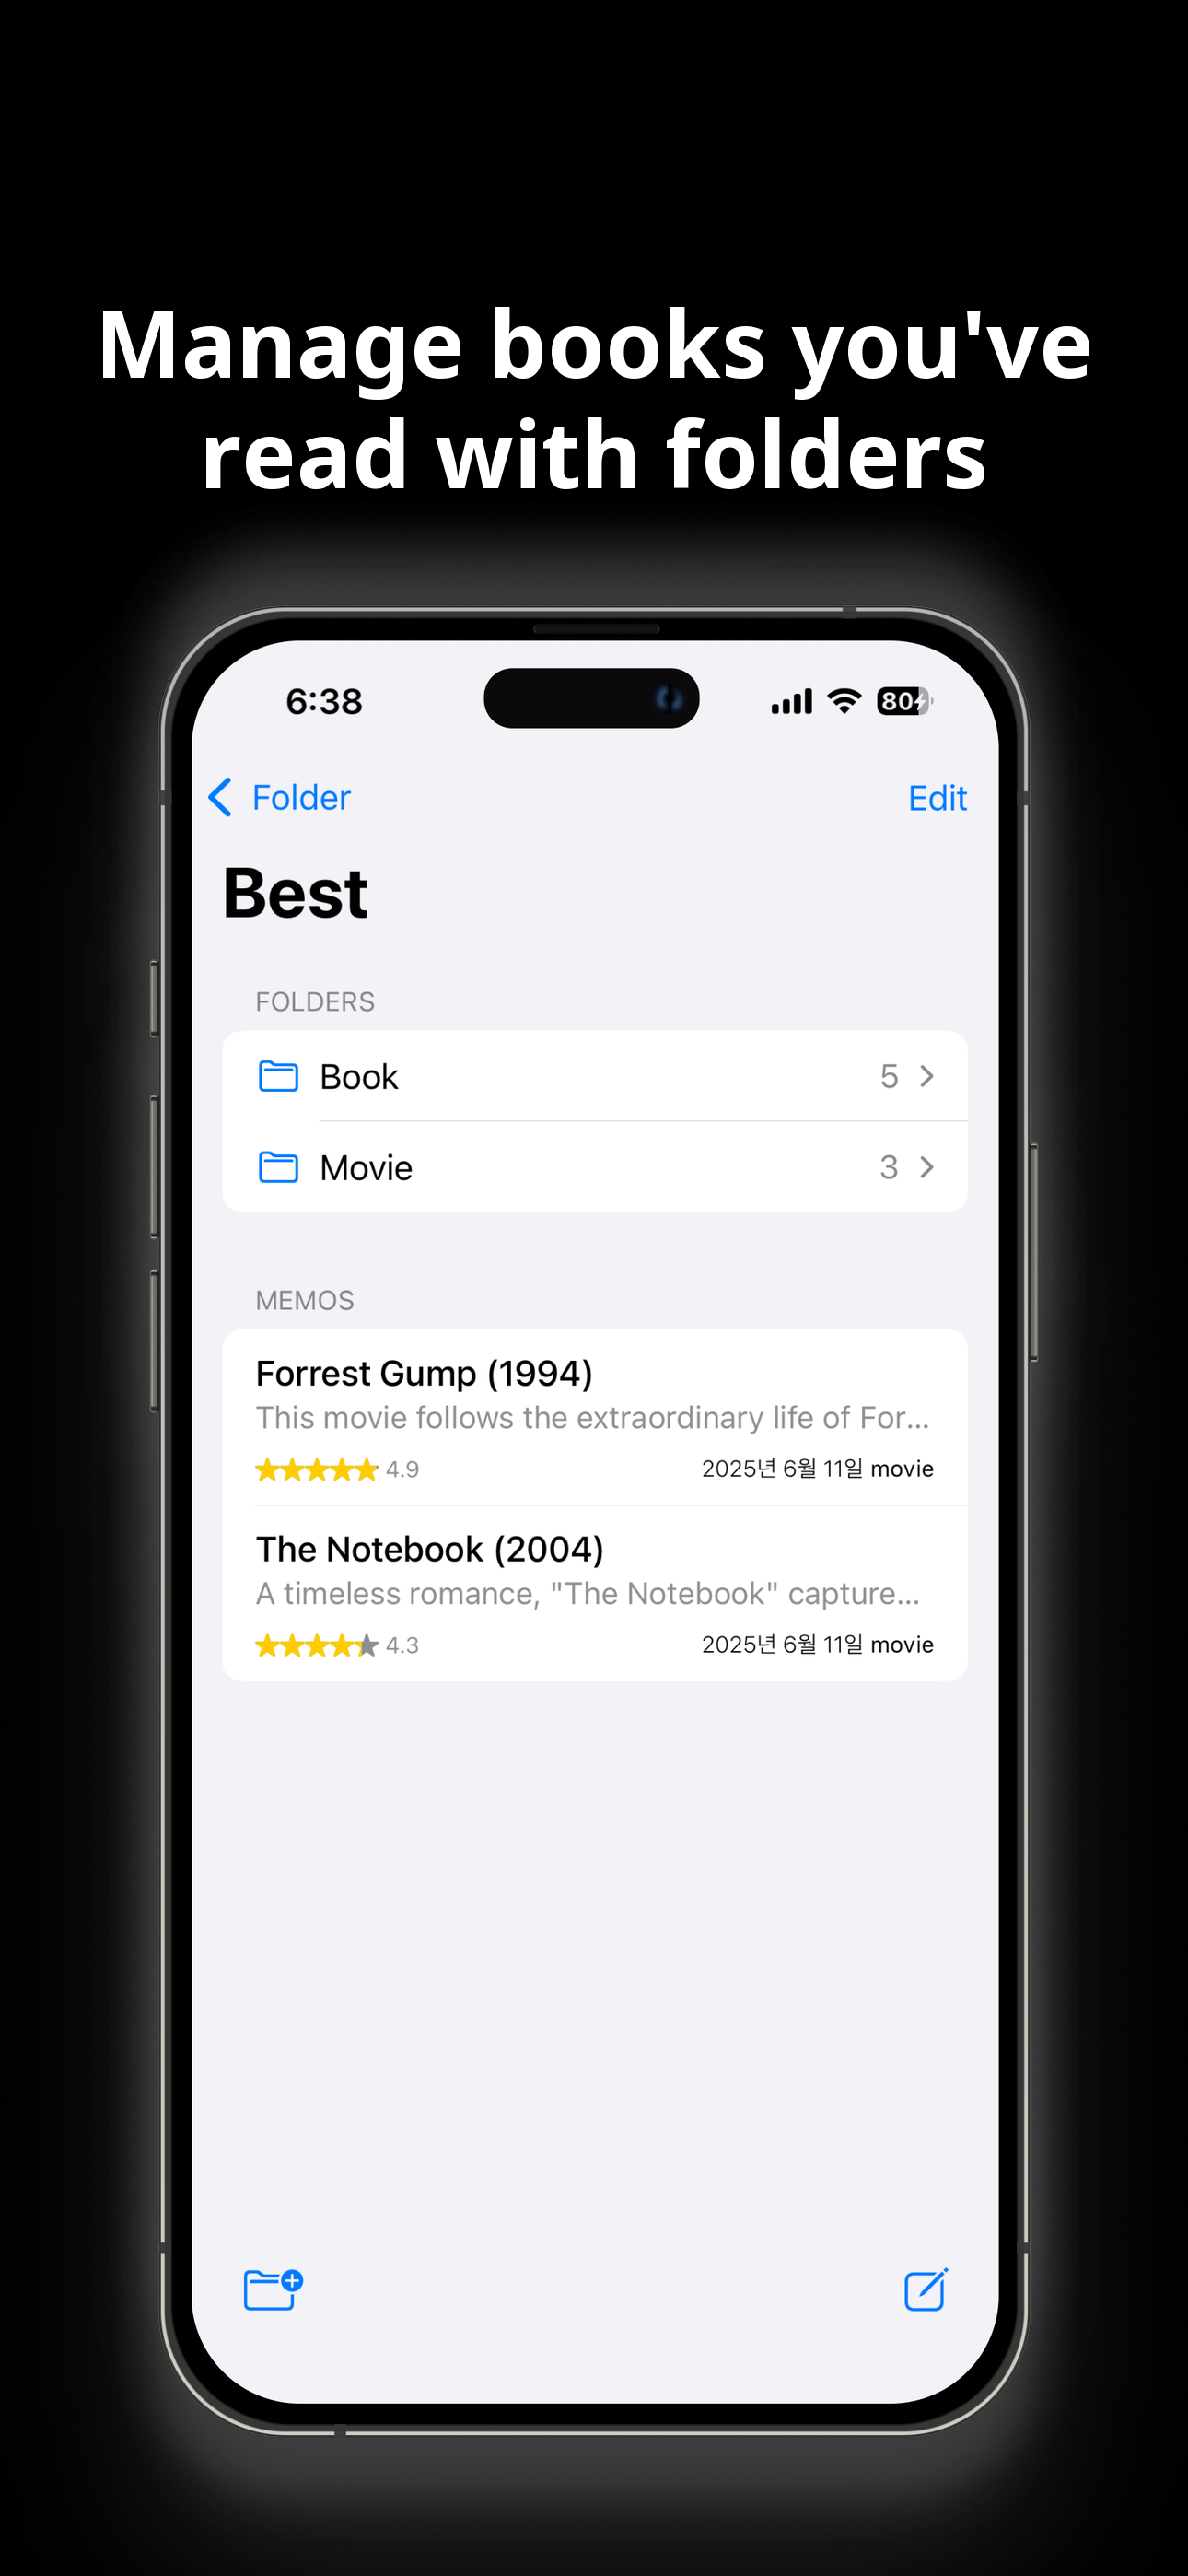 Manage books you've
read with folders
6:38
80
Folder
Edit
Best
FOLDERS
Book 5
Movie 3
MEMOS
Forrest Gump (1994)
This movie follows the extraordinary life of For...
4.9 2025년 6월 11일 movie
The Notebook (2004)
A timeless romance, "The Notebook" capture...
4.3 2025년 6월 11일 movie